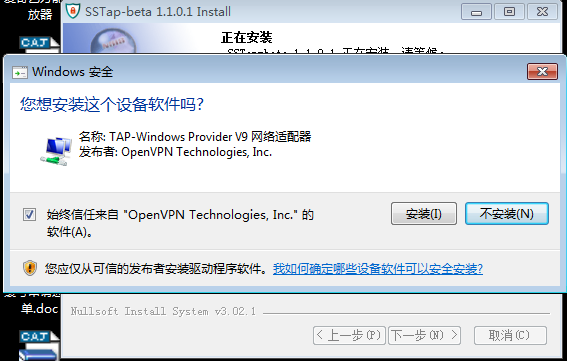 放器
SSTap-beta 1.1.0.1 Install
CAJ
正在安装
Windows 安全
您想安装这个设备软件吗?
名称: TAP-Windows Provider V9 网络适配器
发布者: OpenVPN Technologies, Inc.
始终信任来自 "OpenVPN Technologies, Inc." 的
软件(A)。
安装(I)
不安装(N)
您应仅从可信的发布者安装驱动程序软件。我如何确定哪些设备软件可以安全安装?
单.doc
Nullsoft Install System v3.02.1
< 上一步(P)
下一步(N) >
取消(C)
CAJ